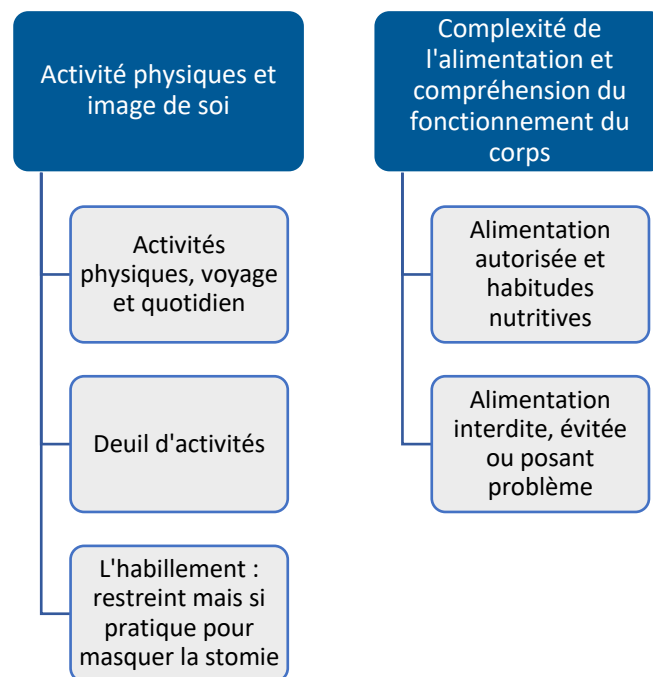 Activité physiques et
image de soi
Activités
physiques, voyage
et quotidien
Deuil d'activités
L'habillement :
restreint mais si
pratique pour
masquer la stomie
Complexité de
l'alimentation et
compréhension du
fonctionnement du
corps
Alimentation
autorisée et
habitudes
nutritives
Alimentation
interdite, évitée
ou posant
problème